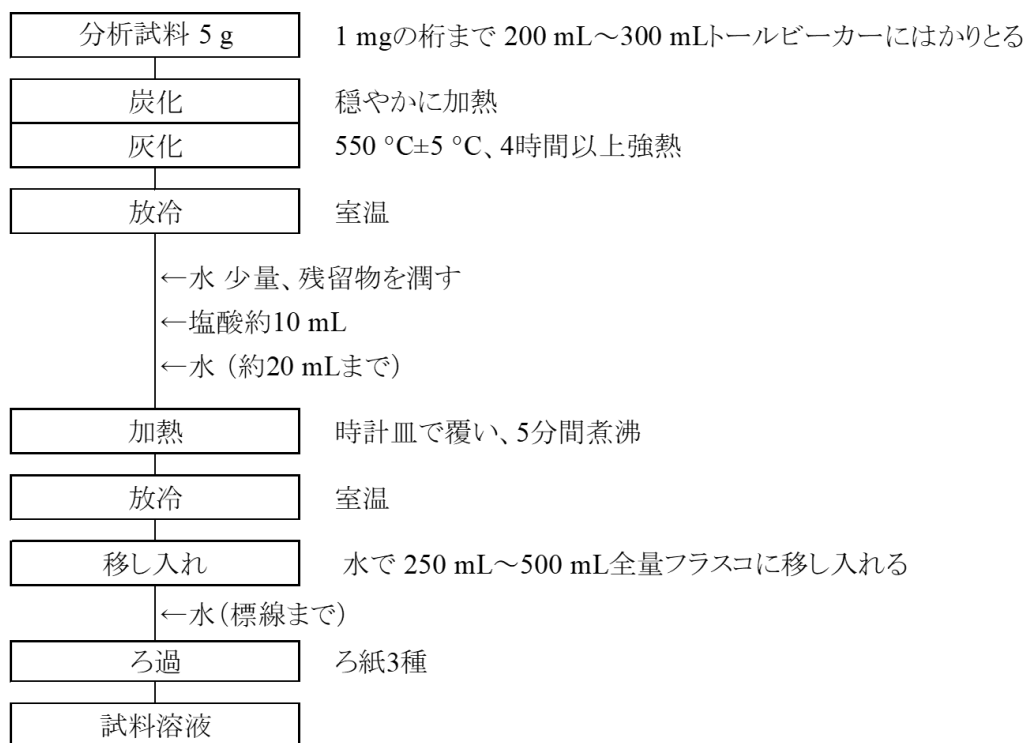 分析試料 5 g 1 mgの桁まで 200 mL～300 mLトールビーカーにはかりとる
炭化 穏やかに加熱
灰化 550 °C±5 °C、4時間以上強熱
放冷 室温
←水 少量、残留物を潤す
←塩酸約10 mL
←水（約20 mLまで）
加熱 時計皿で覆い、5分間煮沸
放冷 室温
移し入れ 水で 250 mL～500 mL全量フラスコに移し入れる
←水（標線まで）
ろ過 ろ紙3種
試料溶液